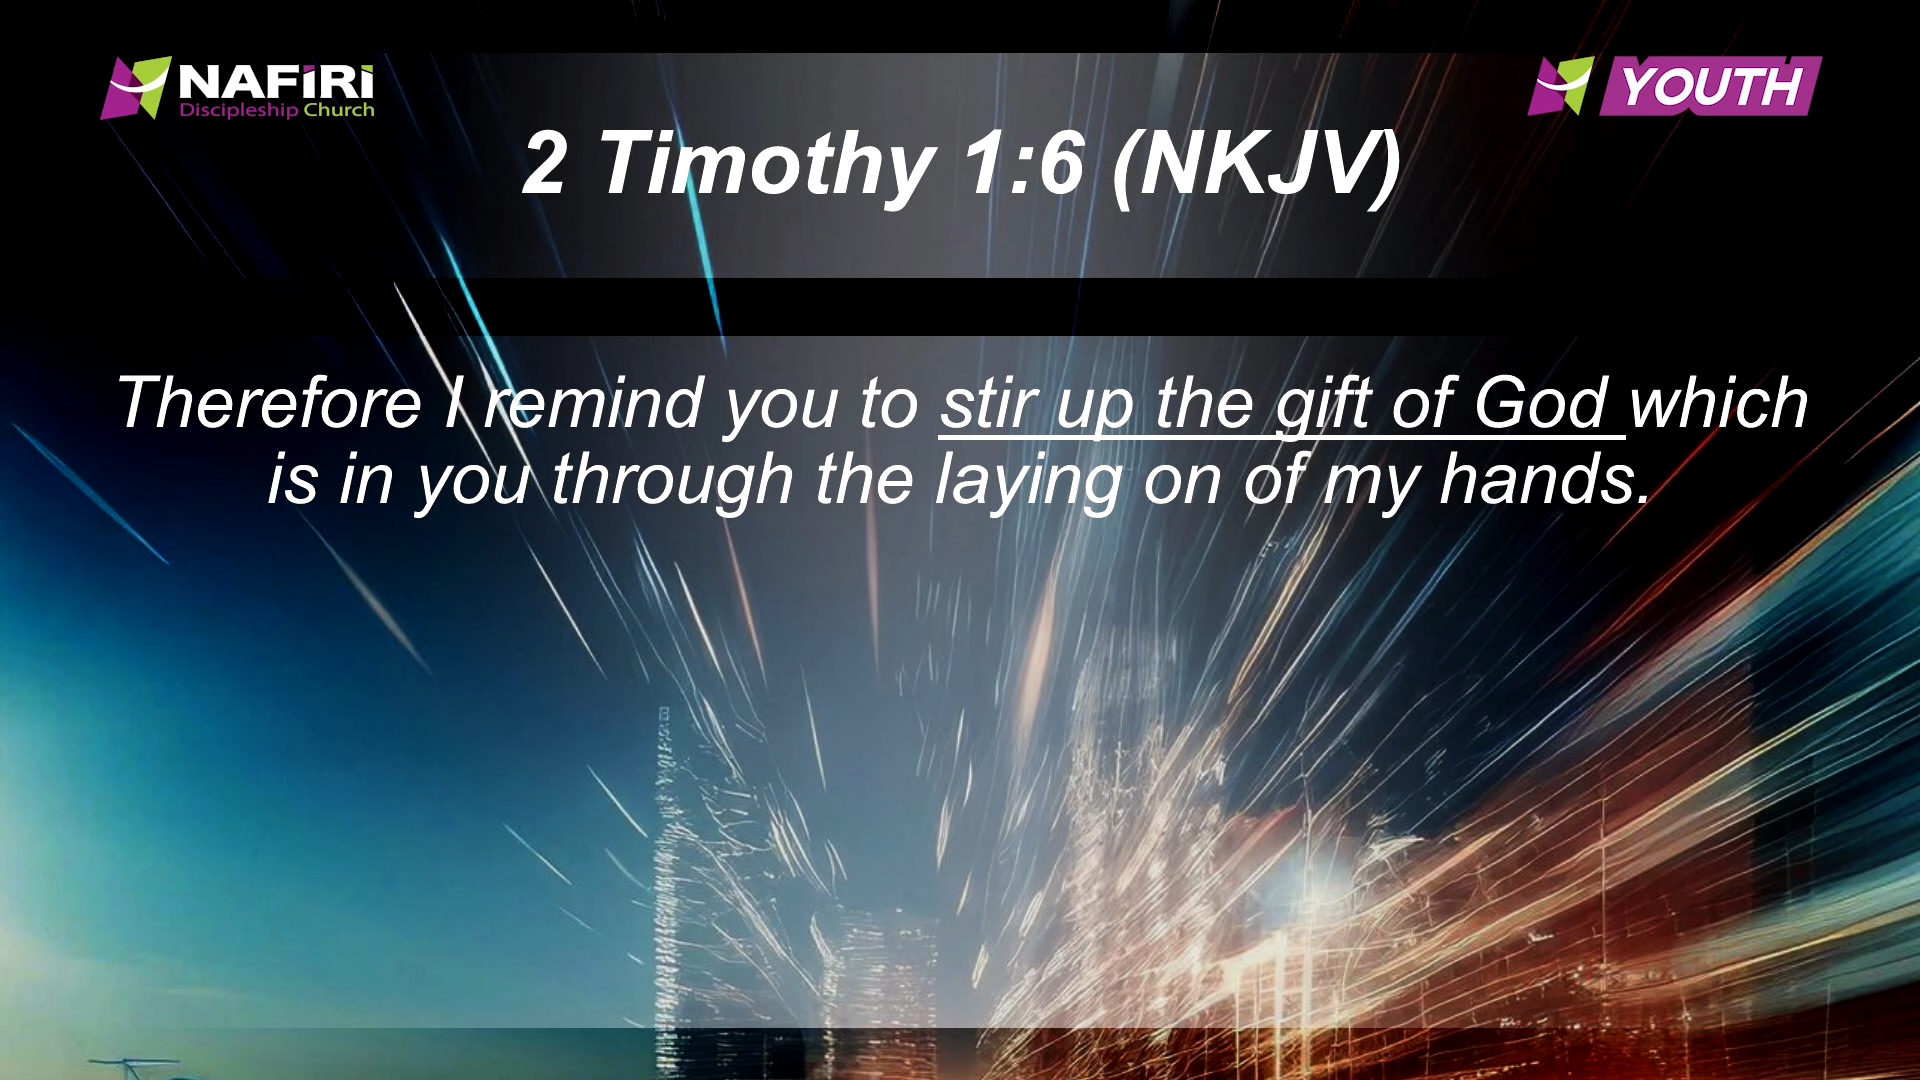 NAFIRI
Discipleship Church
YOUTH
2 Timothy 1:6 (NKJV)
Therefore I remind you to stir up the gift of God which
is in you through the laying on of my hands.